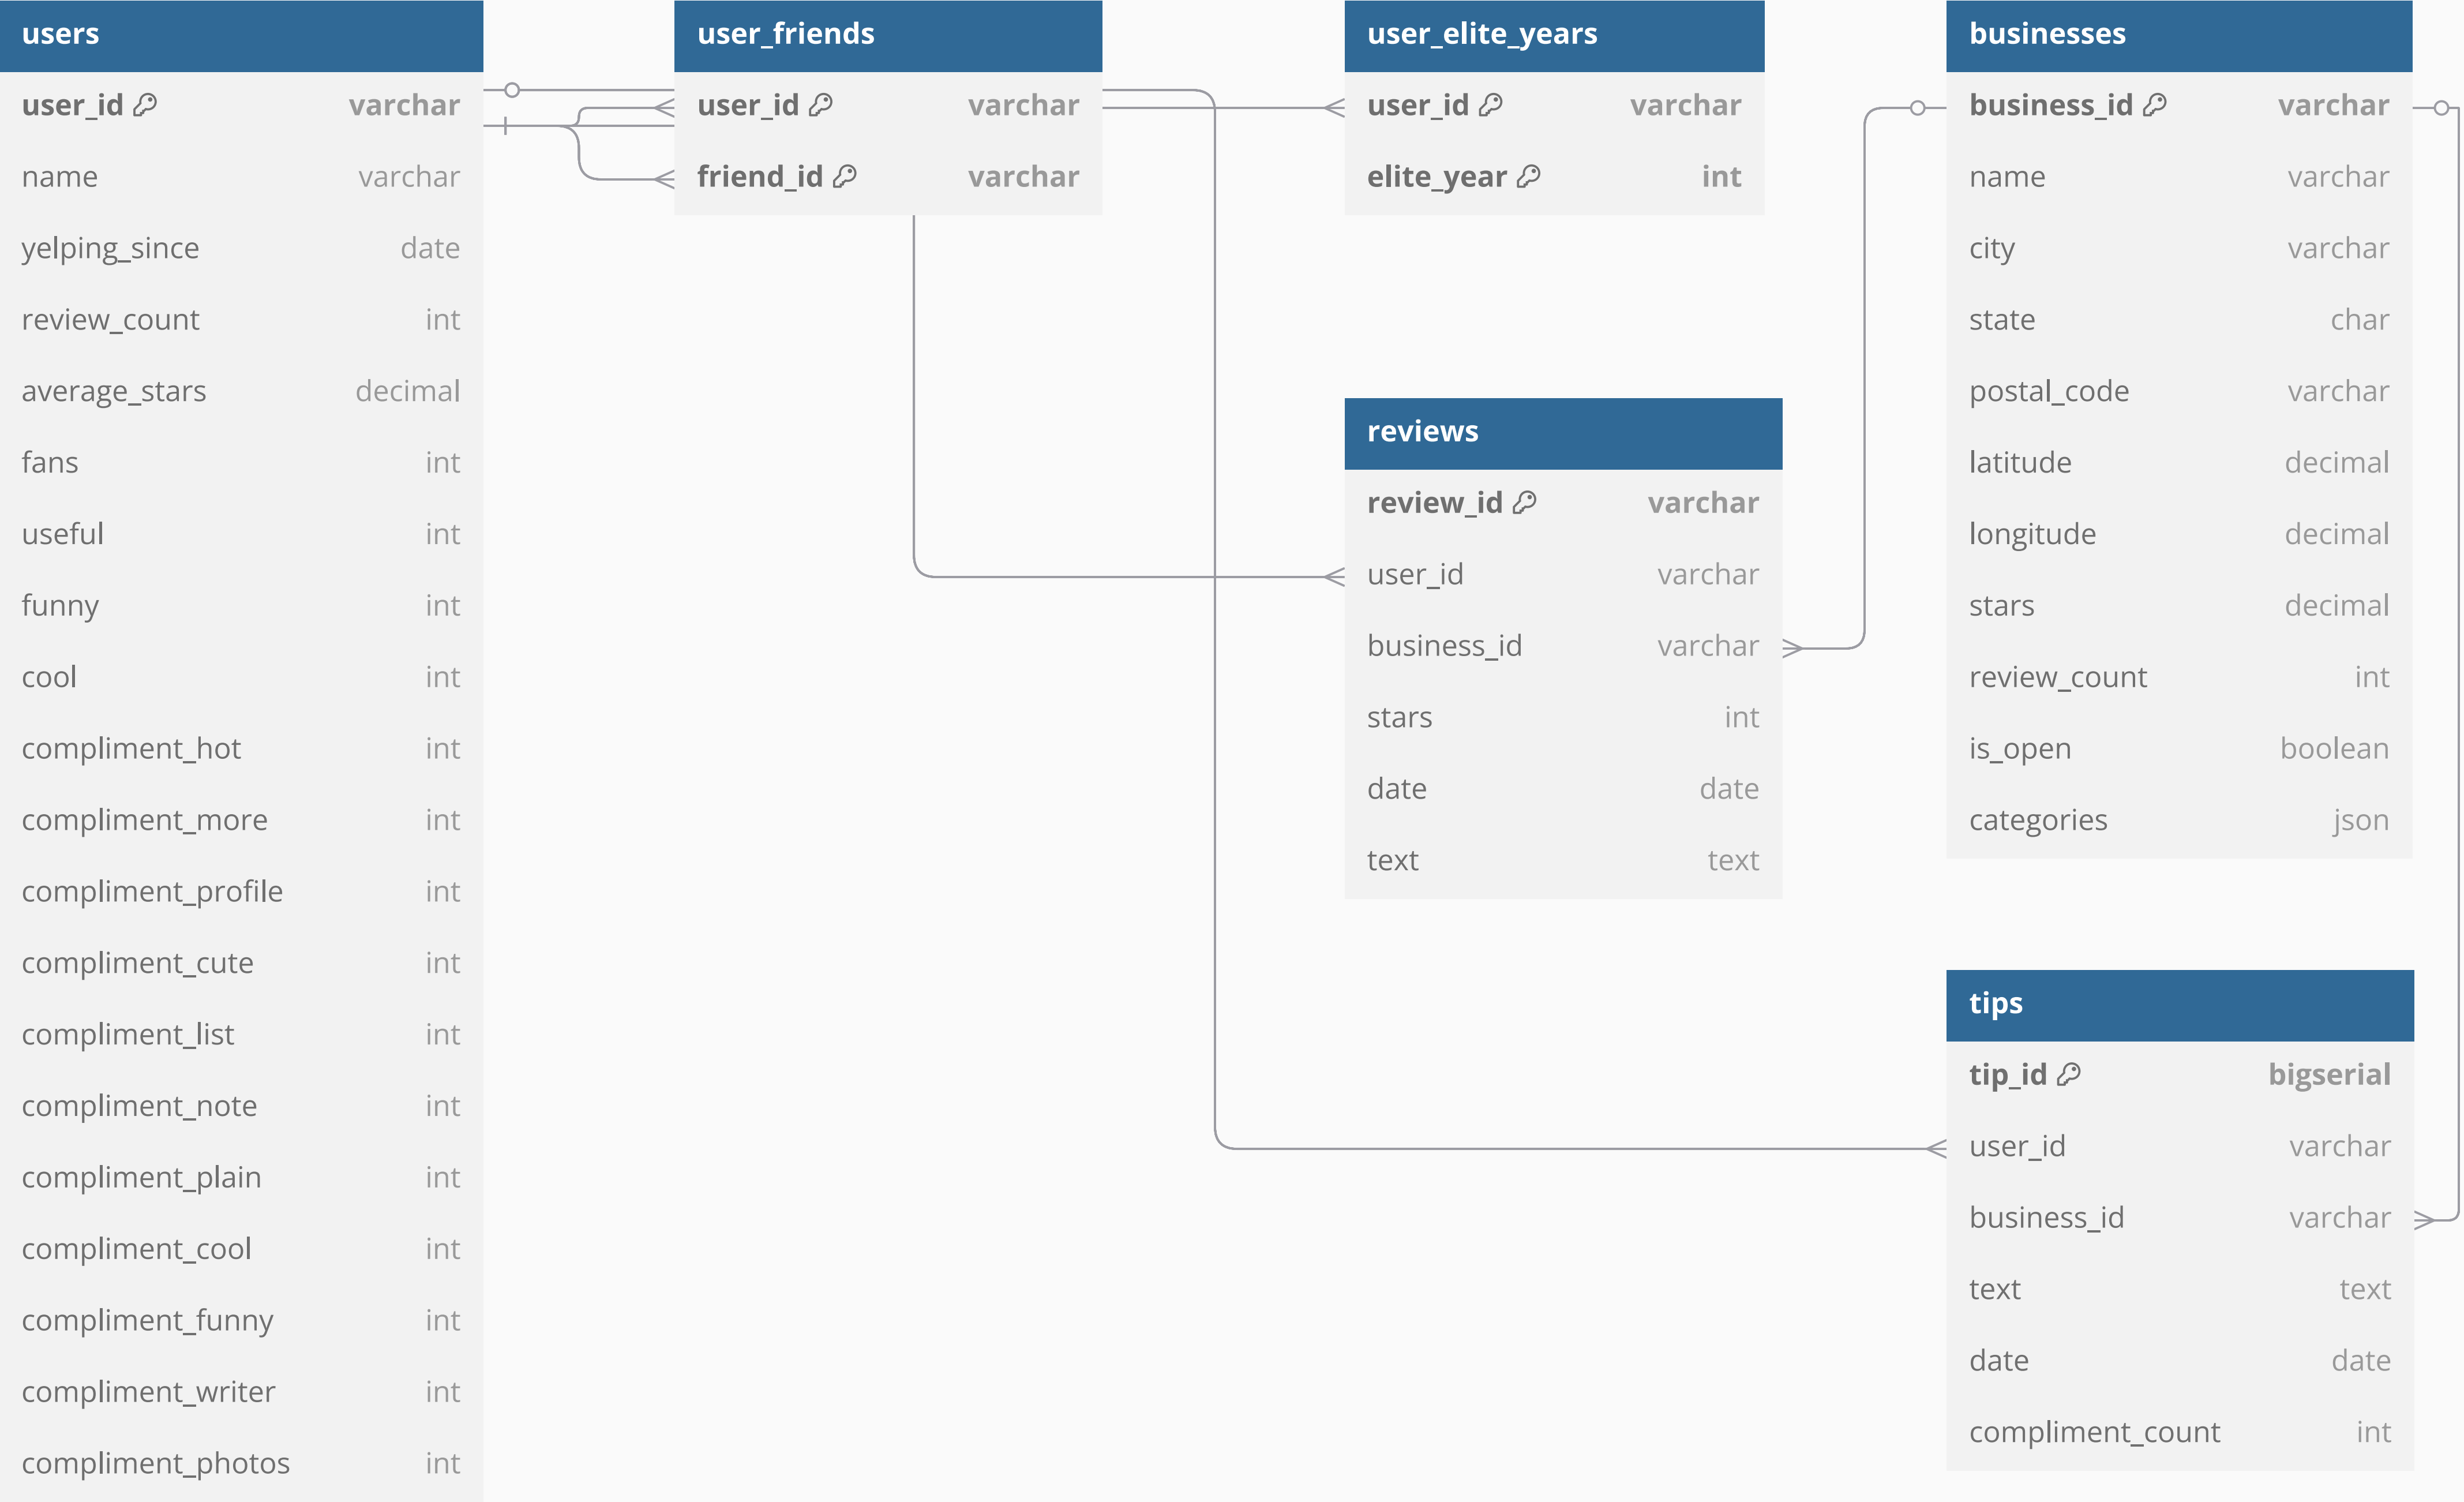 users
user_id varchar
name varchar
yelping_since date
review_count int
average_stars decimal
fans int
useful int
funny int
cool int
compliment_hot int
compliment_more int
compliment_profile int
compliment_cute int
compliment_list int
compliment_note int
compliment_plain int
compliment_cool int
compliment_funny int
compliment_writer int
compliment_photos int
user_friends
user_id varchar
friend_id varchar
user_elite_years
user_id varchar
elite_year int
reviews
review_id varchar
user_id varchar
business_id varchar
stars int
date date
text text
businesses
business_id varchar
name varchar
city varchar
state char
postal_code varchar
latitude decimal
longitude decimal
stars decimal
review_count int
is_open boolean
categories json
tips
tip_id bigserial
user_id varchar
business_id varchar
text text
date date
compliment_count int